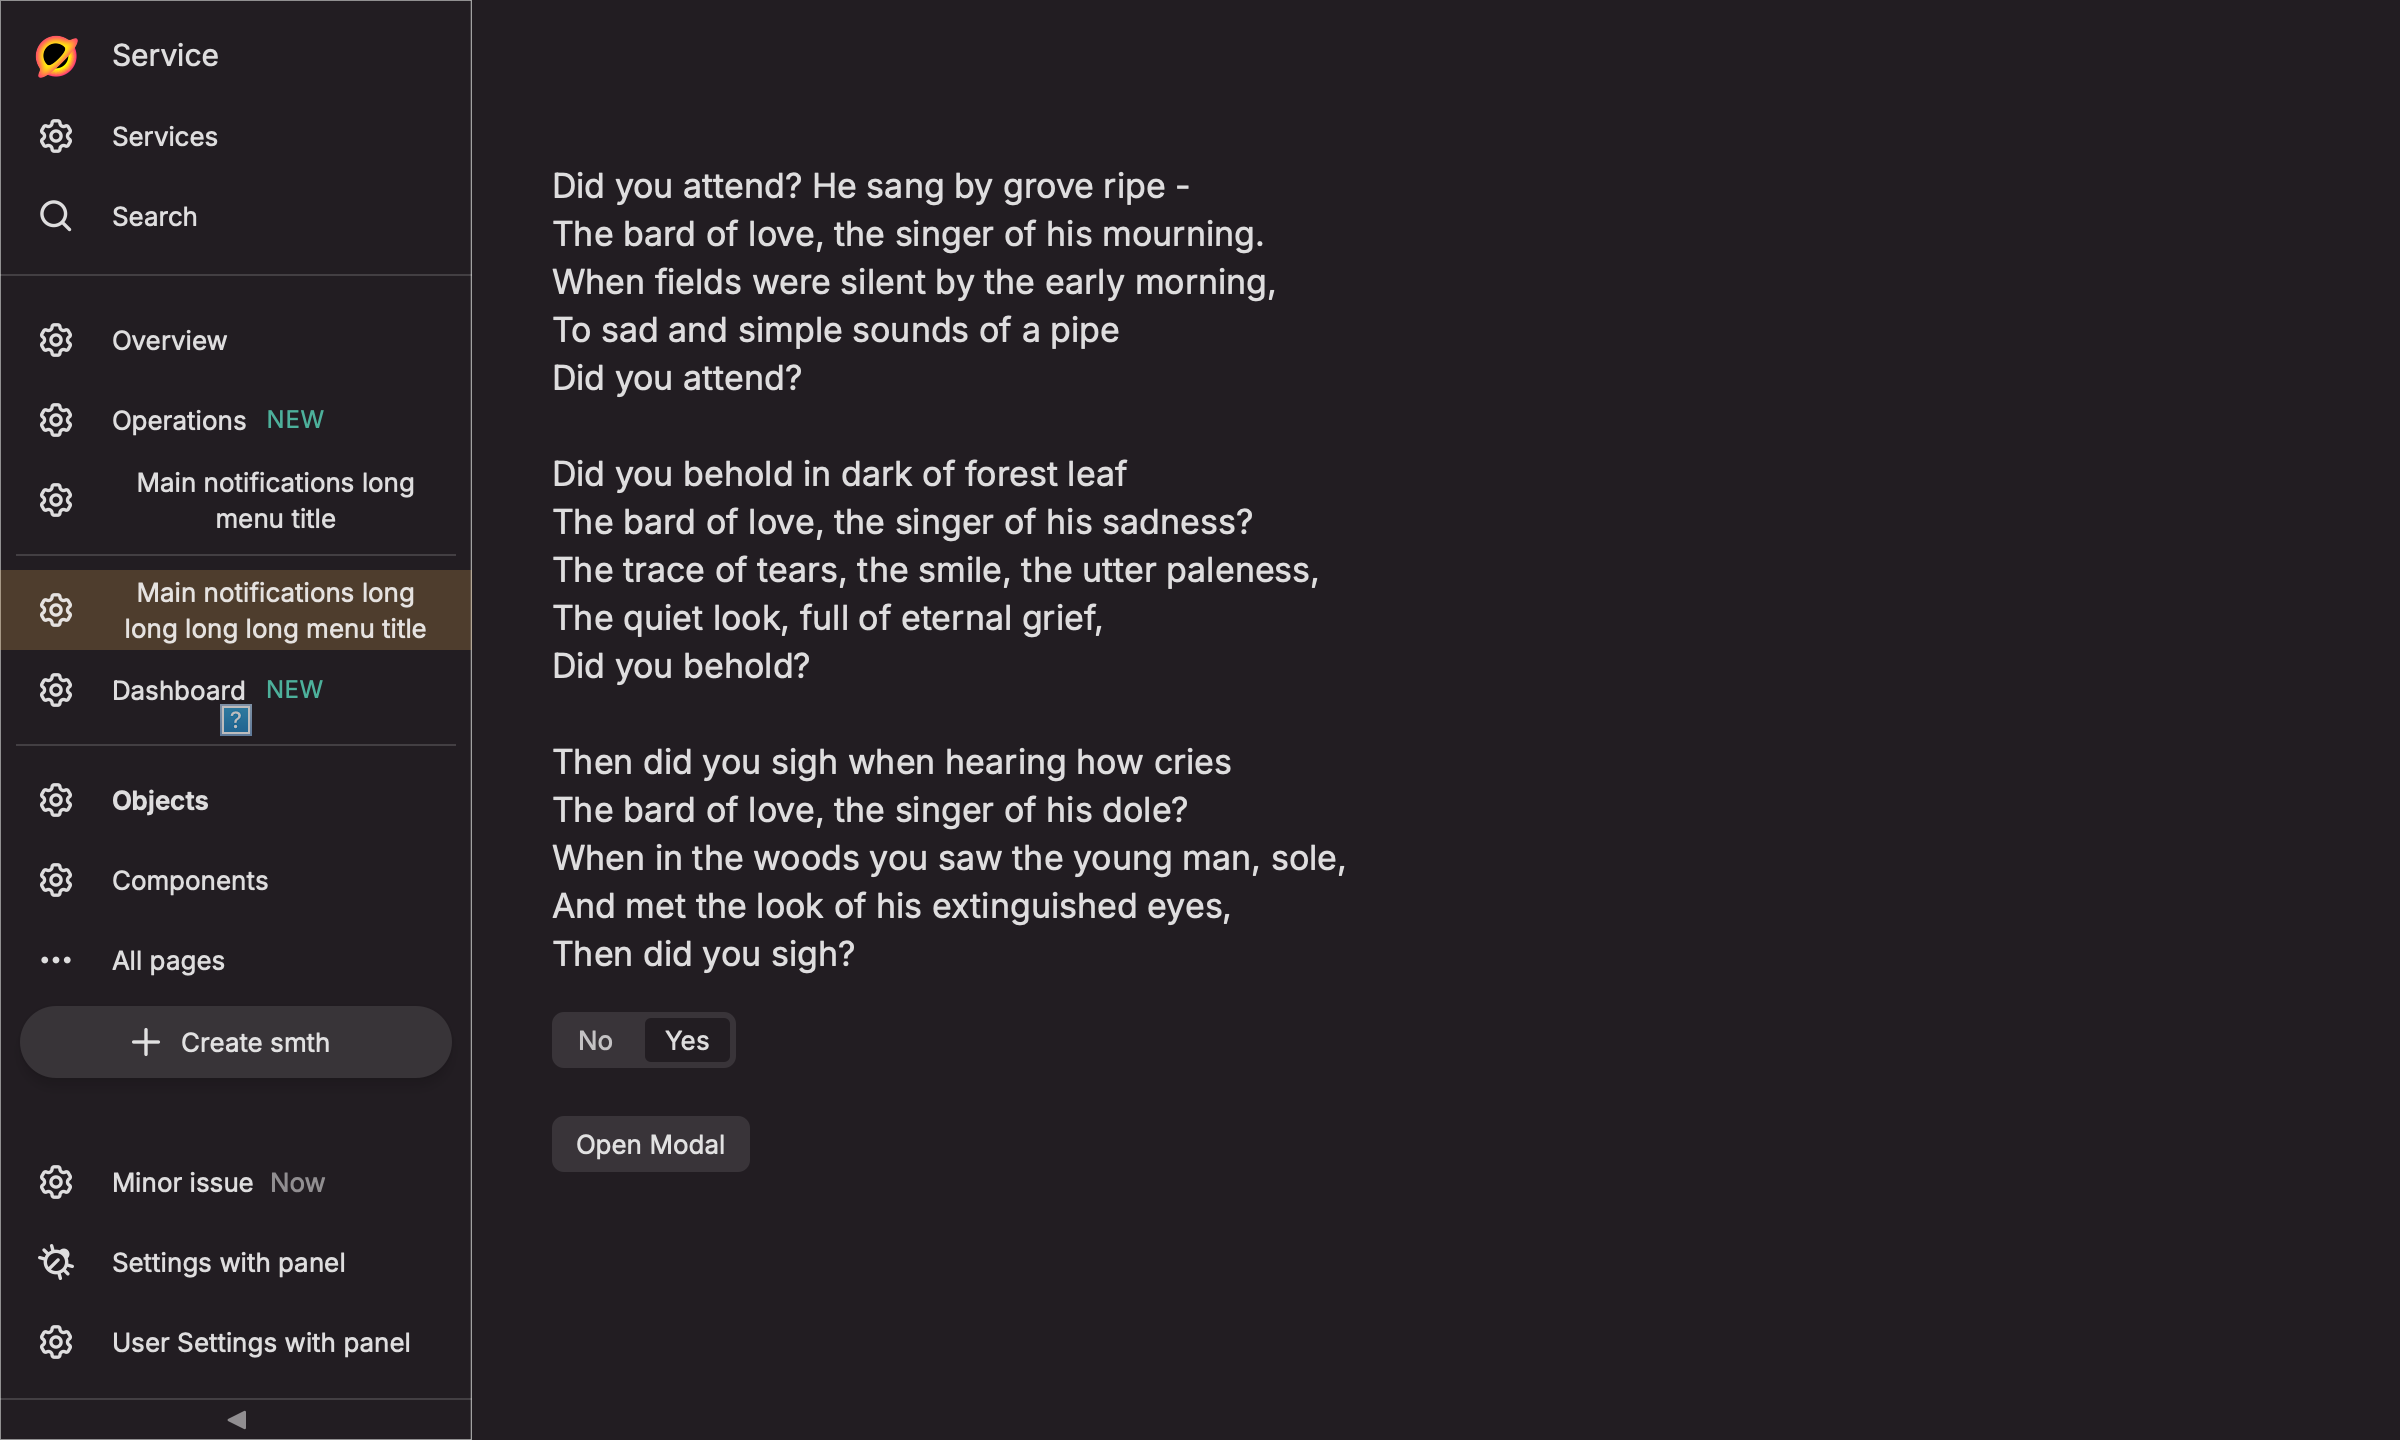 Service
Services
Search
Overview
Operations NEW
Main notifications long
menu title
Main notifications long
long long long menu title
Dashboard NEW
?
Objects
Components
All pages
Create smth
Minor issue Now
Settings with panel
User Settings with panel
Did you attend? He sang by grove ripe -
The bard of love, the singer of his mourning.
When fields were silent by the early morning,
To sad and simple sounds of a pipe
Did you attend?
Did you behold in dark of forest leaf
The bard of love, the singer of his sadness?
The trace of tears, the smile, the utter paleness,
The quiet look, full of eternal grief,
Did you behold?
Then did you sigh when hearing how cries
The bard of love, the singer of his dole?
When in the woods you saw the young man, sole,
And met the look of his extinguished eyes,
Then did you sigh?
No Yes
Open Modal